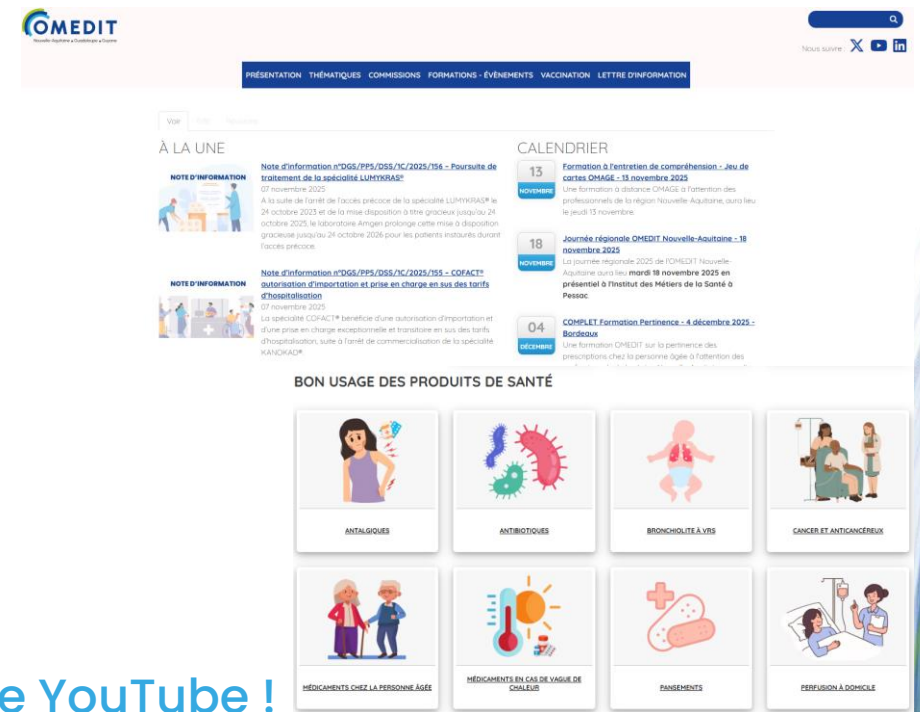 OMEDIT
Nouvelle-Aquitaine ● Guadeloupe ● Guyane
Nous suivre :
PRÉSENTATION THÉMATIQUES COMMISSIONS FORMATIONS - ÉVÈNEMENTS VACCINATION LETTRE D'INFORMATION
Voir
À LA UNE
NOTE D'INFORMATION
Note d'information n°DGS/PP5/DSS/1C/2025/156 – Poursuite de
traitement de la spécialité LUMYKRAS®
07 novembre 2025
A la suite de l'arrêt de l'accès précoce de la spécialité LUMYKRAS® le
24 octobre 2023 et de la mise disposition à titre gracieux jusqu'au 24
octobre 2025, le laboratoire Amgen prolonge cette mise à disposition
gracieuse jusqu'au 24 octobre 2026 pour les patients instaurés durant
l'accès précoce.
NOTE D'INFORMATION
Note d'information n°DGS/PP5/DSS/1C/2025/155 – COFACT®
autorisation d'importation et prise en charge en sus des tarifs
d'hospitalisation
07 novembre 2025
La spécialité COFACT® bénéficie d'une autorisation d'importation et
d'une prise en charge exceptionnelle et transitoire en sus des tarifs
d'hospitalisation, suite à l'arrêt de commercialisation de la spécialité
KANOKAD®.
CALENDRIER
13
NOVEMBRE
Formation à l'entretien de compréhension - Jeu de
cartes OMAGE - 13 novembre 2025
Une formation à distance OMAGE à l'attention des
professionnels de la région Nouvelle-Aquitaine, aura lieu
le jeudi 13 novembre.
18
NOVEMBRE
Journée régionale OMEDIT Nouvelle-Aquitaine - 18
novembre 2025
La journée régionale 2025 de l'OMEDIT Nouvelle-
Aquitaine aura lieu mardi 18 novembre 2025 en
présentiel à l'Institut des Métiers de la Santé à
Pessac
04
DÉCEMBRE
COMPLET Formation Pertinence - 4 décembre 2025 -
Bordeaux
Une formation OMEDIT sur la pertinence des
prescriptions chez la personne âgée à l'attention des
BON USAGE DES PRODUITS DE SANTÉ
ANTALGIQUES
ANTIBIOTIQUES
BRONCHIOLITE À VRS
CANCER ET ANTICANCÉREUX
MÉDICAMENTS CHEZ LA PERSONNE ÂGÉE
MÉDICAMENTS EN CAS DE VAGUE DE
CHALEUR
PANSEMENTS
PERFUSION À DOMICILE
e YouTube !